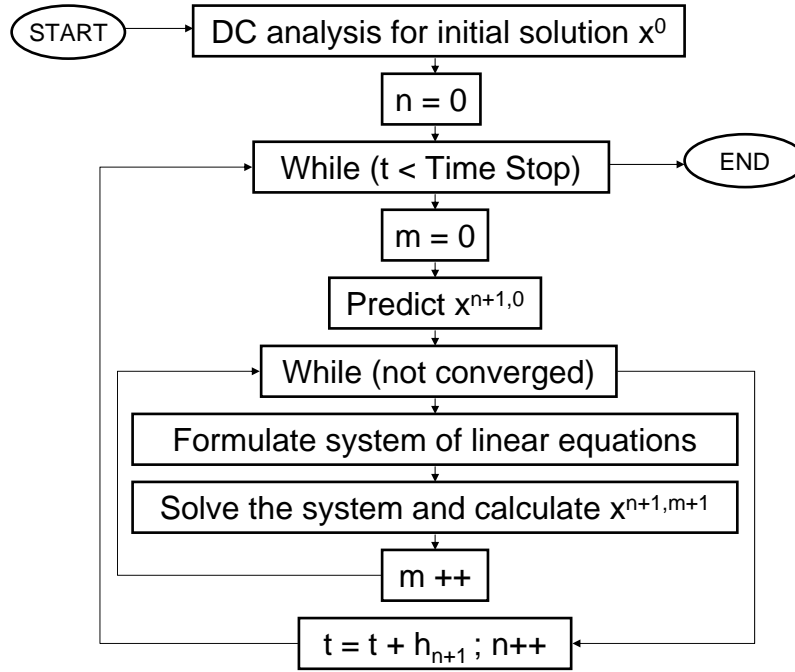 START
DC analysis for initial solution x⁰
n = 0
While (t < Time Stop)
END
m = 0
Predict xⁿ⁺¹,⁰
While (not converged)
Formulate system of linear equations
Solve the system and calculate xⁿ⁺¹,ᵐ⁺¹
m ++
t = t + hₙ₊₁ ; n++